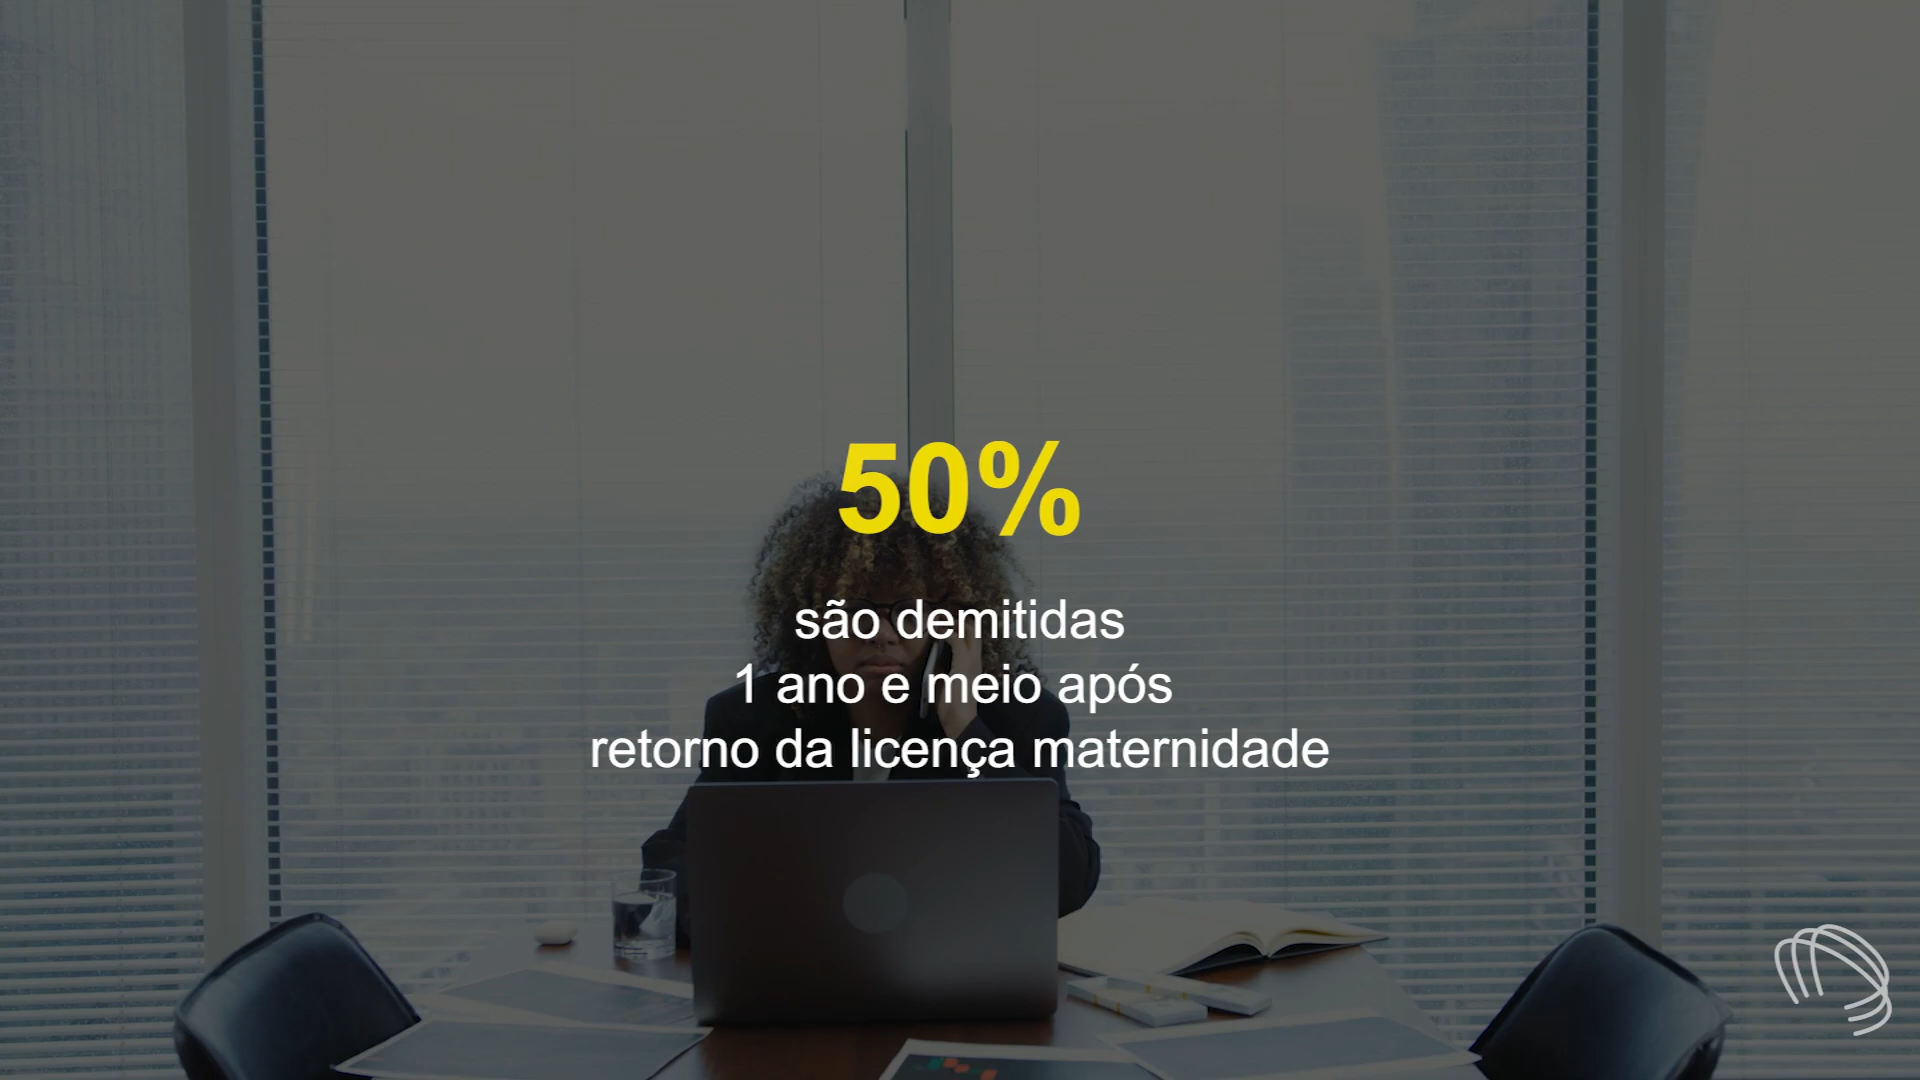 50%
são demitidas
1 ano e meio após
retorno da licença maternidade